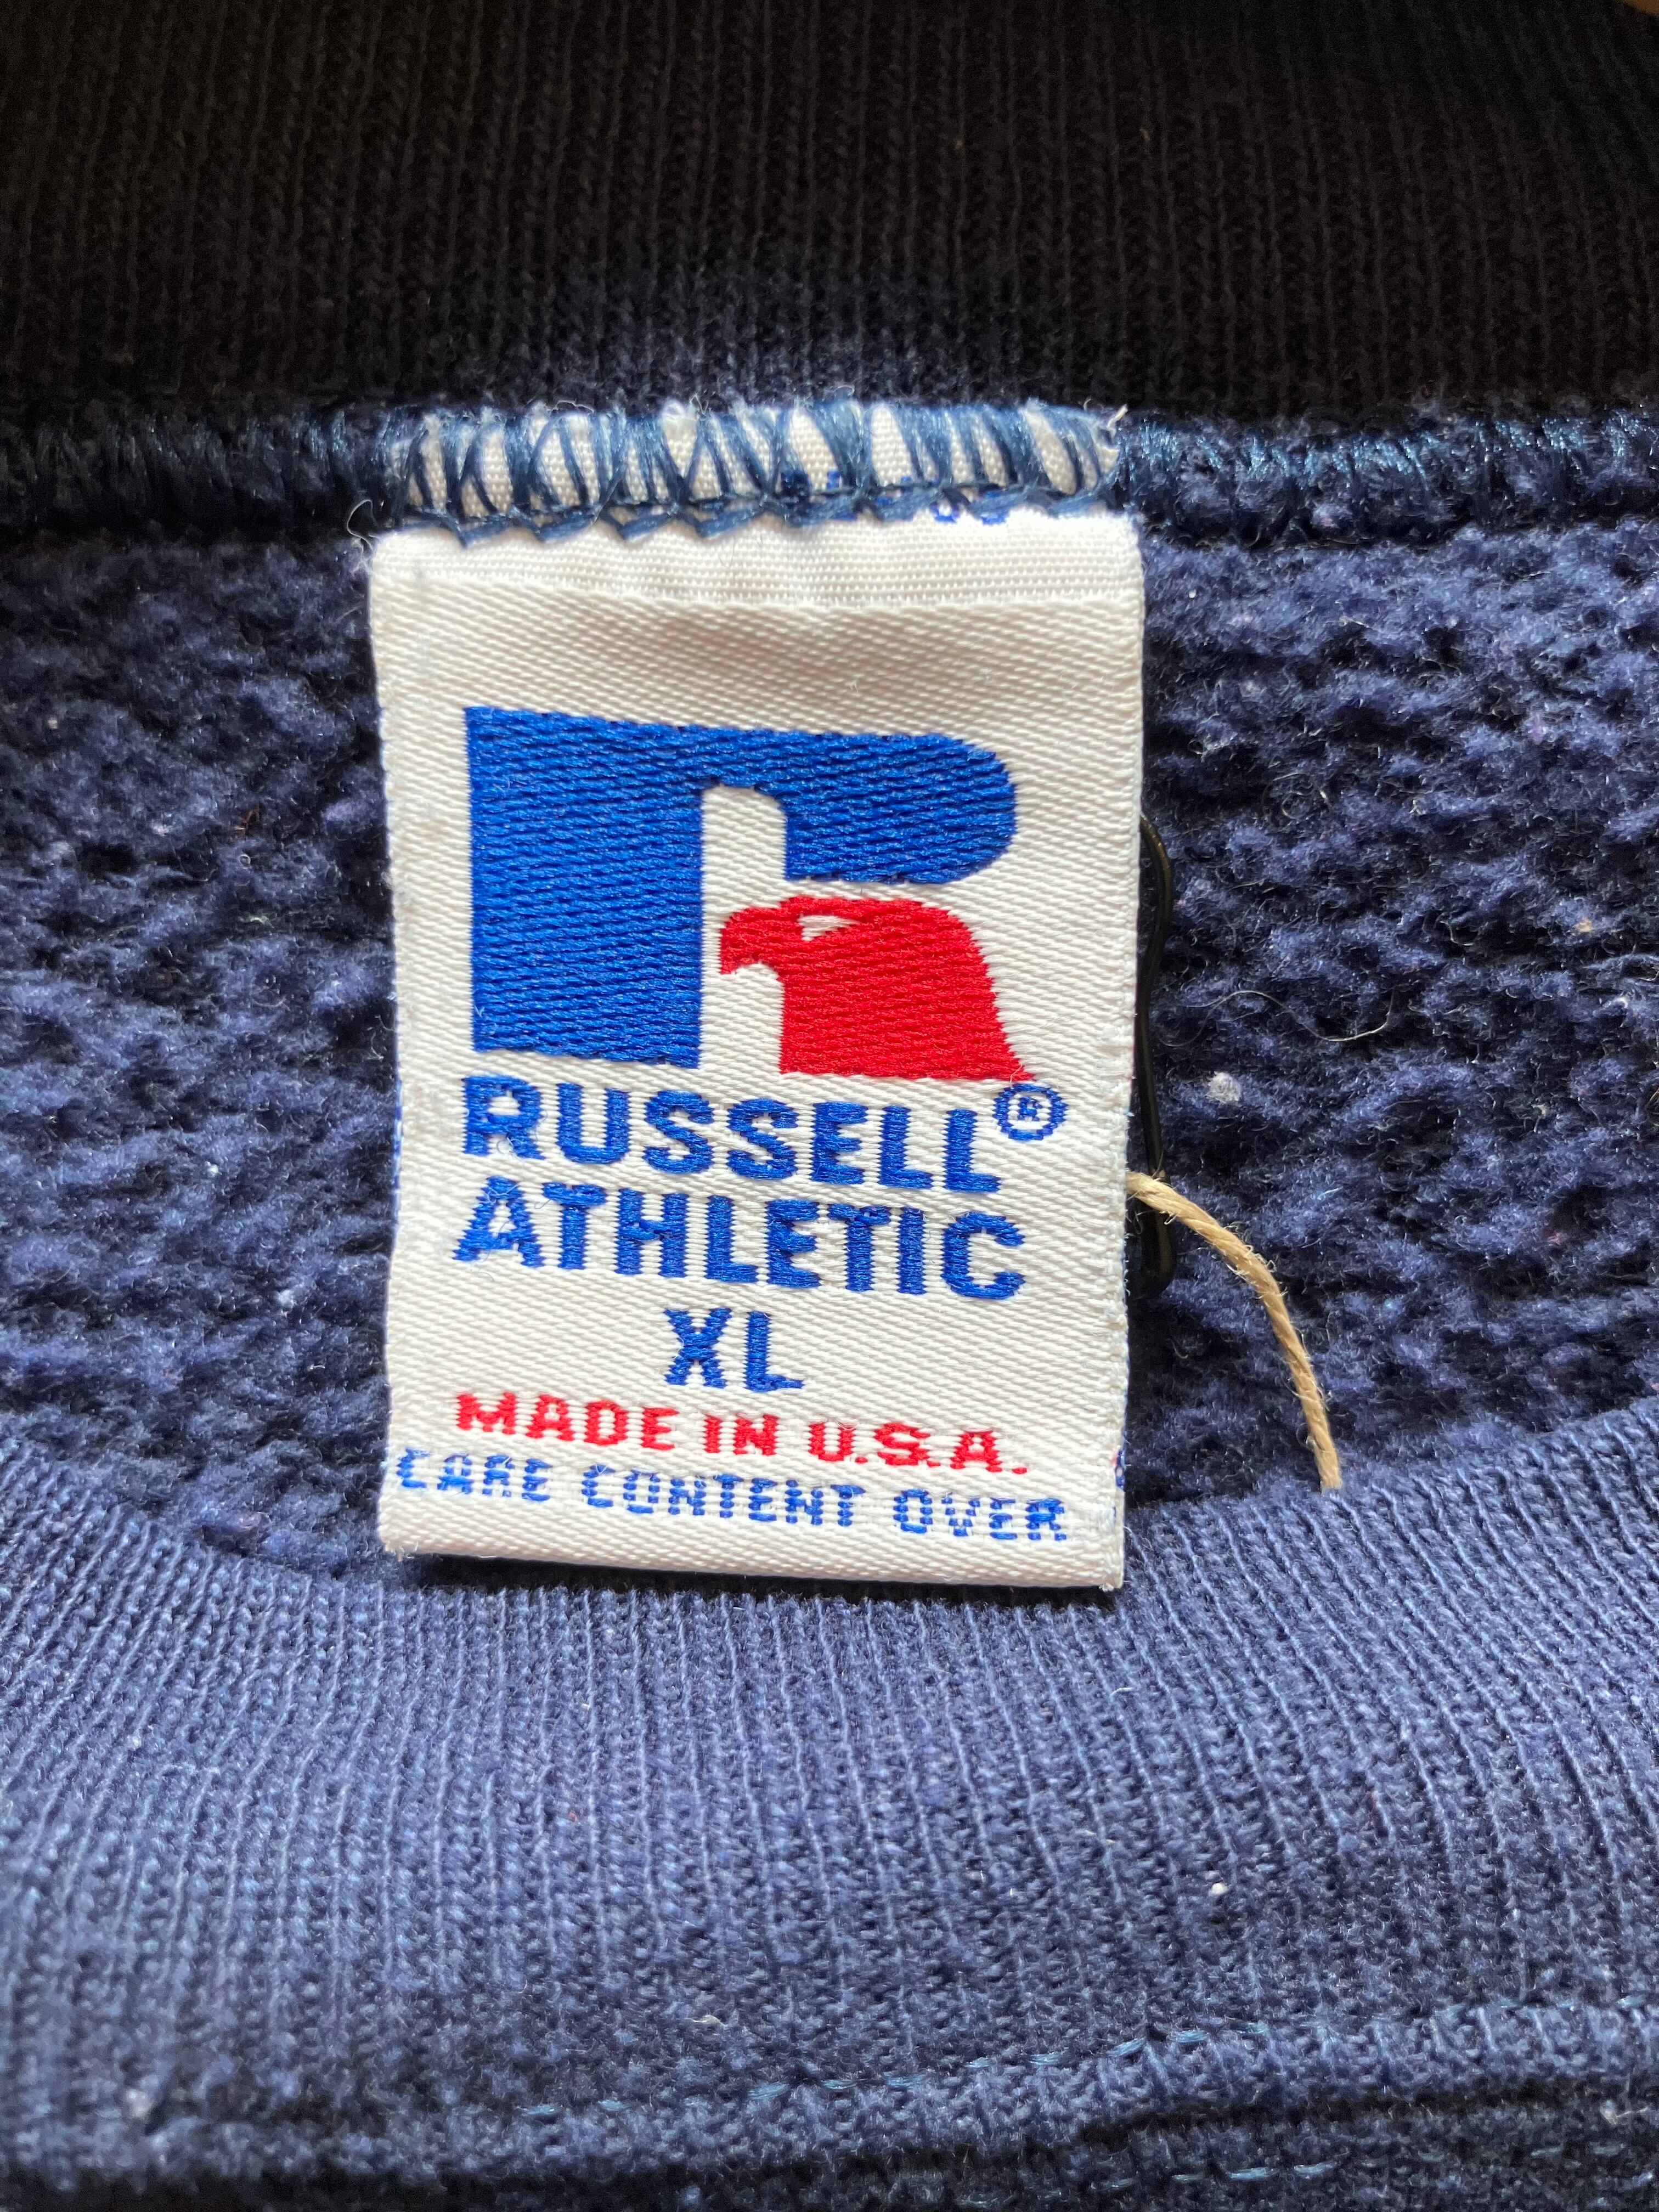 RUSSELL®
ATHLETIC
XL
MADE IN U.S.A.
CARE CONTENT OVER